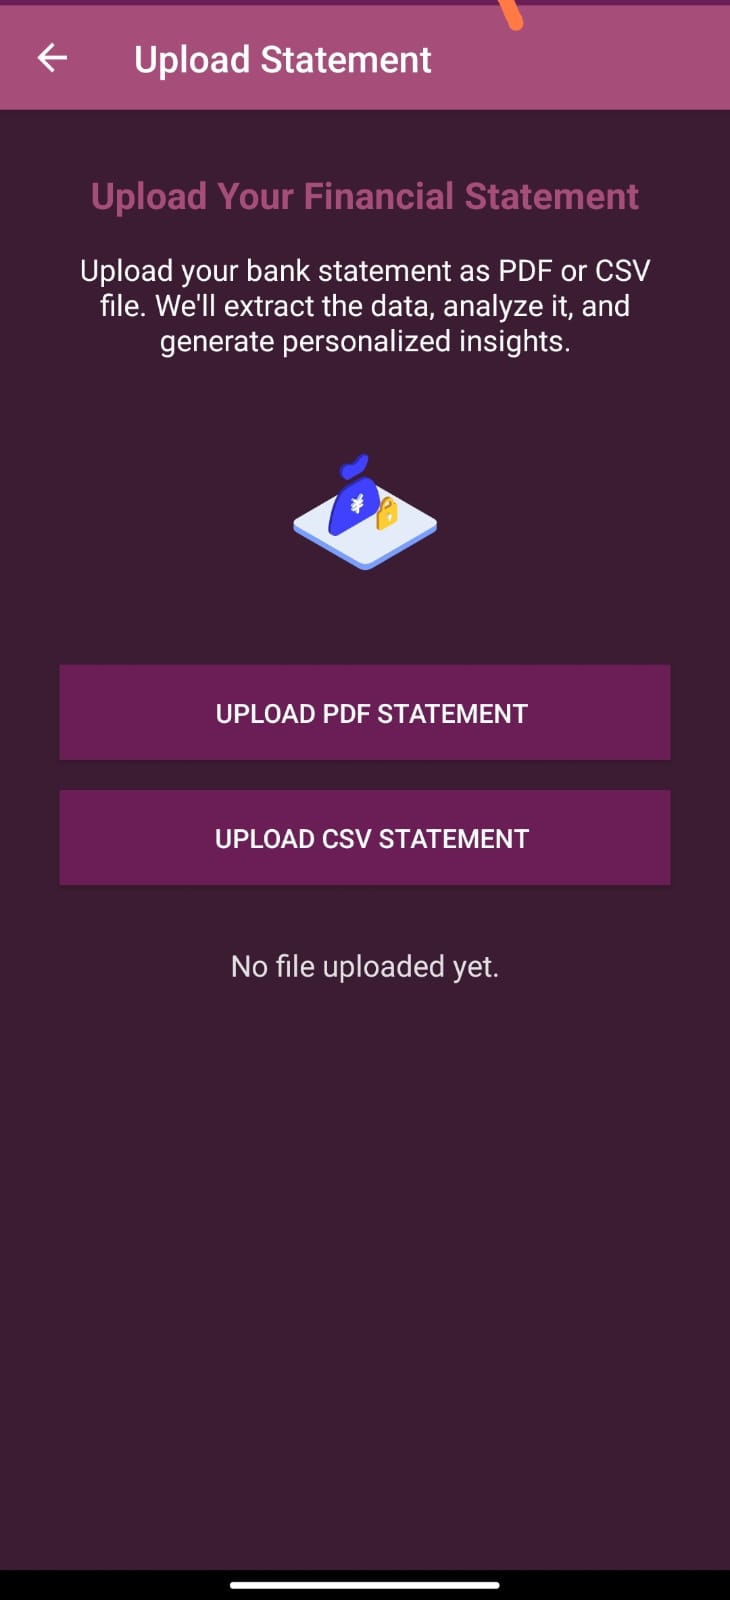 Upload Statement
Upload Your Financial Statement
Upload your bank statement as PDF or CSV
file. We'll extract the data, analyze it, and
generate personalized insights.
UPLOAD PDF STATEMENT
UPLOAD CSV STATEMENT
No file uploaded yet.